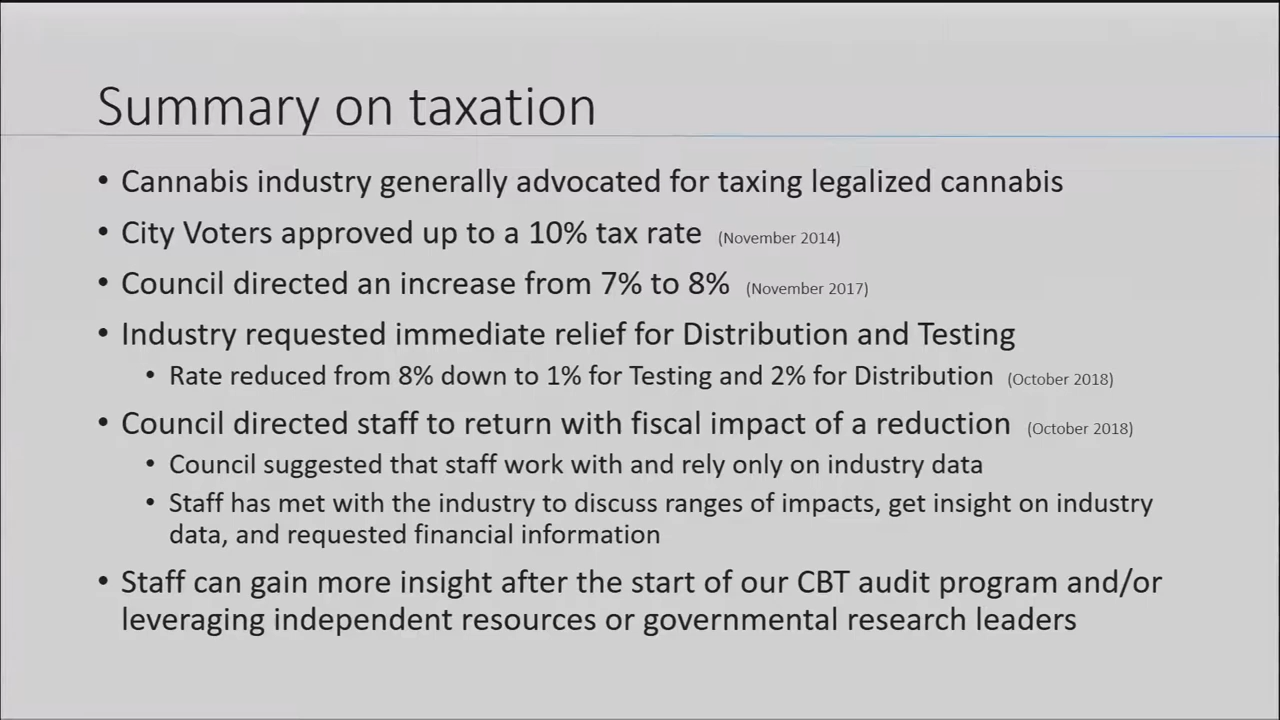 Summary on taxation
• Cannabis industry generally advocated for taxing legalized cannabis
• City Voters approved up to a 10% tax rate (November 2014)
• Council directed an increase from 7% to 8% (November 2017)
• Industry requested immediate relief for Distribution and Testing
• Rate reduced from 8% down to 1% for Testing and 2% for Distribution (October 2018)
• Council directed staff to return with fiscal impact of a reduction (October 2018)
• Council suggested that staff work with and rely only on industry data
• Staff has met with the industry to discuss ranges of impacts, get insight on industry
data, and requested financial information
• Staff can gain more insight after the start of our CBT audit program and/or
leveraging independent resources or governmental research leaders